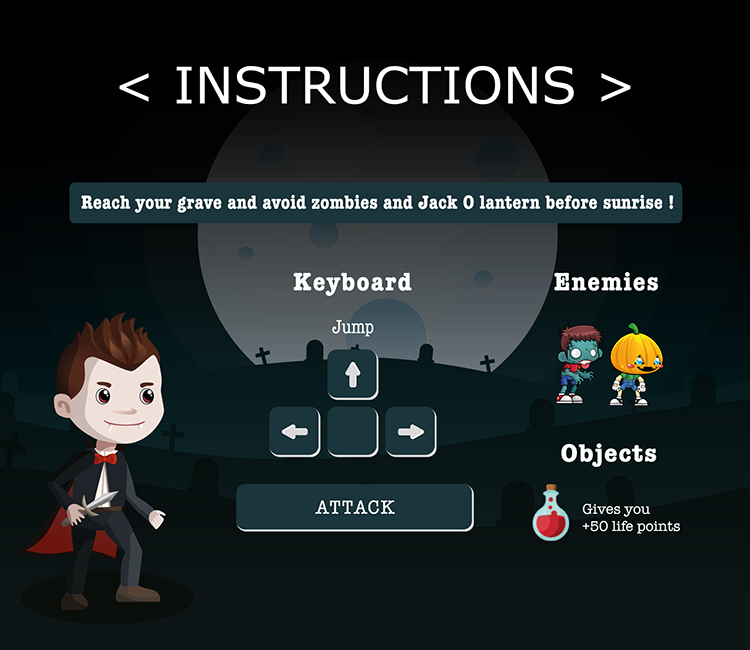 < INSTRUCTIONS >
Reach your grave and avoid zombies and Jack O lantern before sunrise !
Keyboard
Jump
ATTACK
Enemies
Objects
Gives you
+50 life points